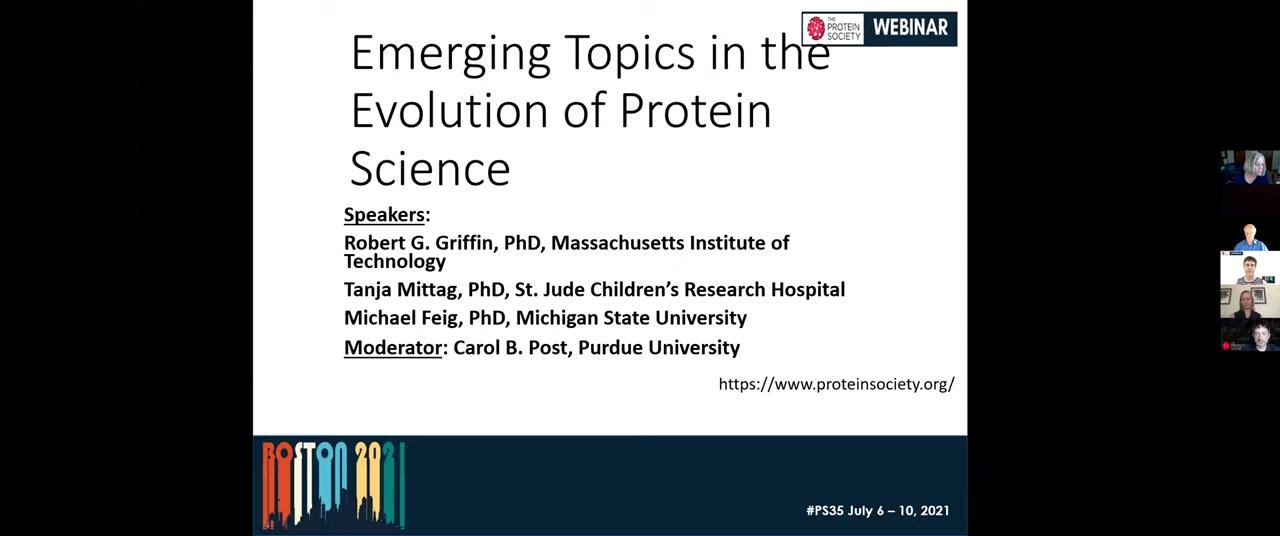 THE
PROTEIN
SOCIETY
WEBINAR
Emerging Topics in the
Evolution of Protein
Science
Speakers:
Robert G. Griffin, PhD, Massachusetts Institute of
Technology
Tanja Mittag, PhD, St. Jude Children’s Research Hospital
Michael Feig, PhD, Michigan State University
Moderator: Carol B. Post, Purdue University
https://www.proteinsociety.org/
BOSTON 2021
#PS35 July 6 – 10, 2021